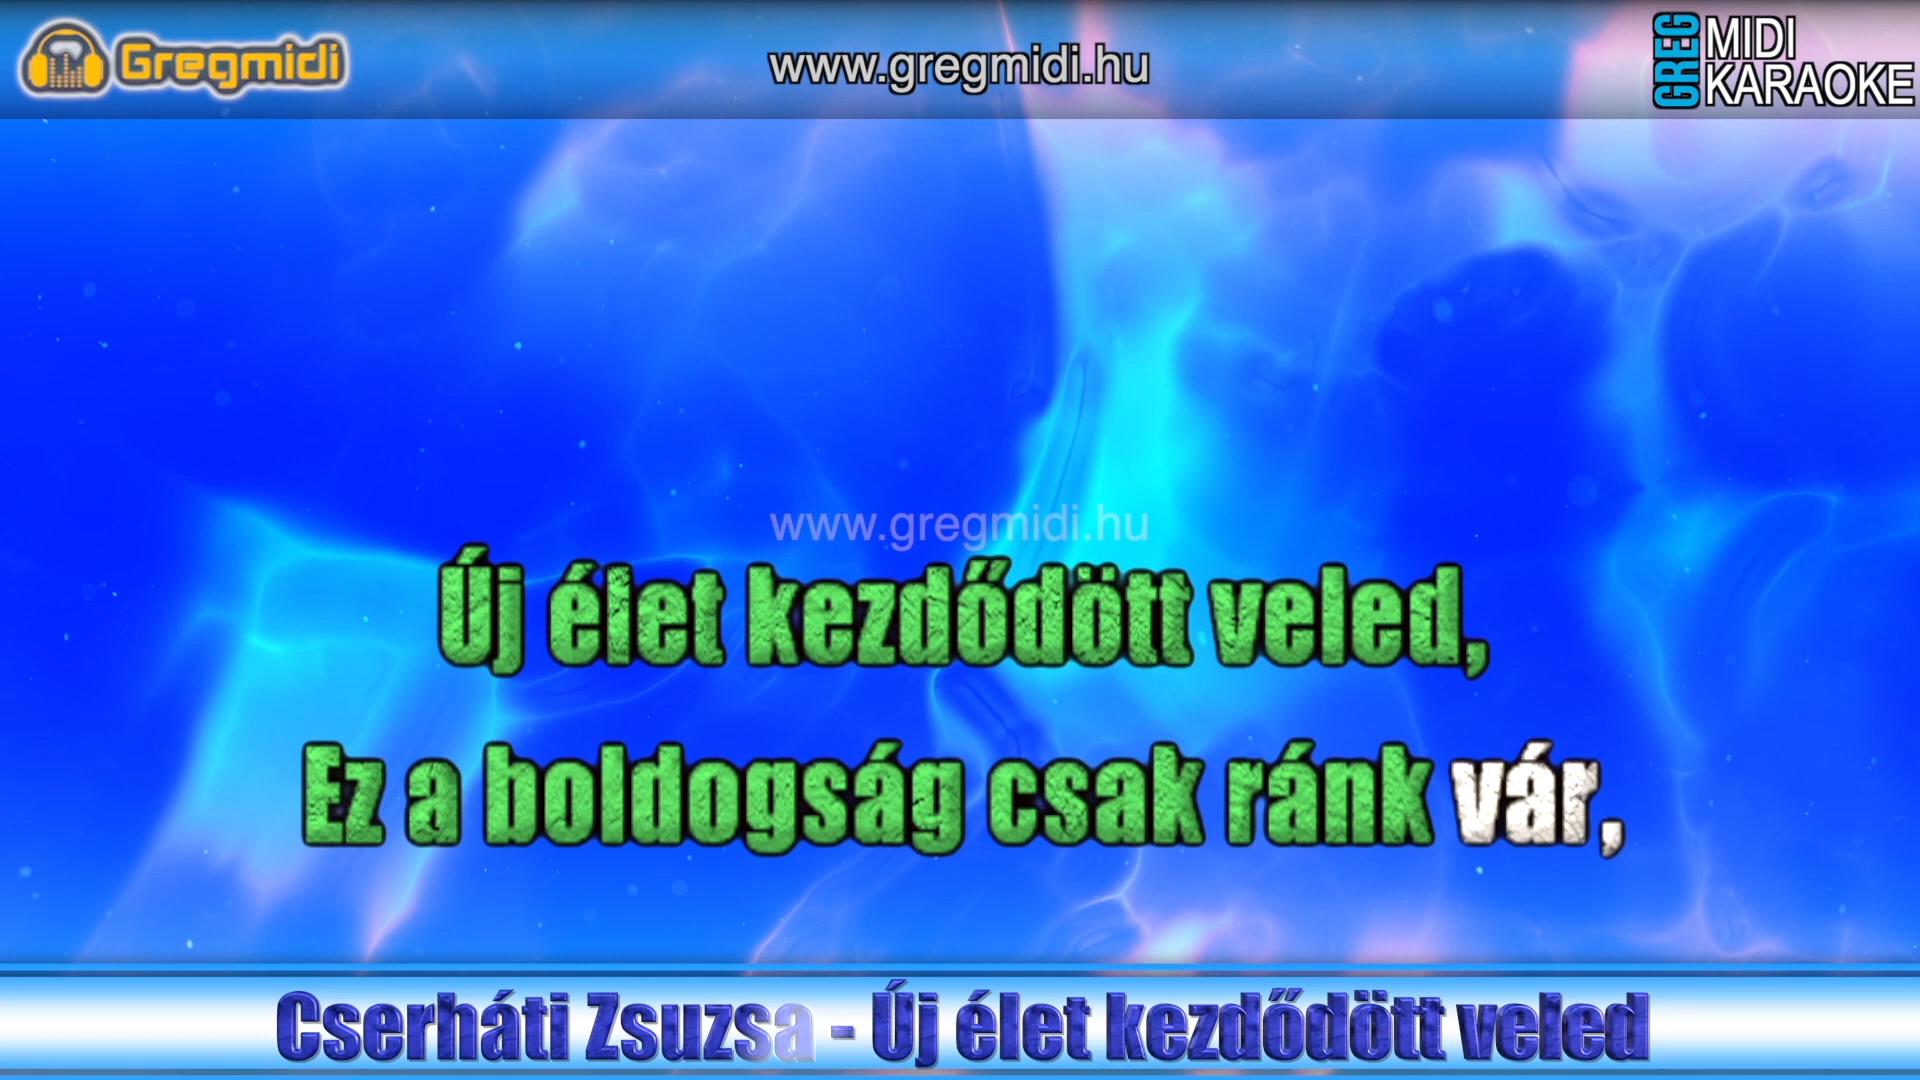 Gregmidi
www.gregmidi.hu
GREG
MIDI
KARAOKE
www.gregmidi.hu
Új élet kezdődött veled,
Ez a boldogság csak ránk vár,
Cserháti Zsuzsa - Új élet kezdődött veled